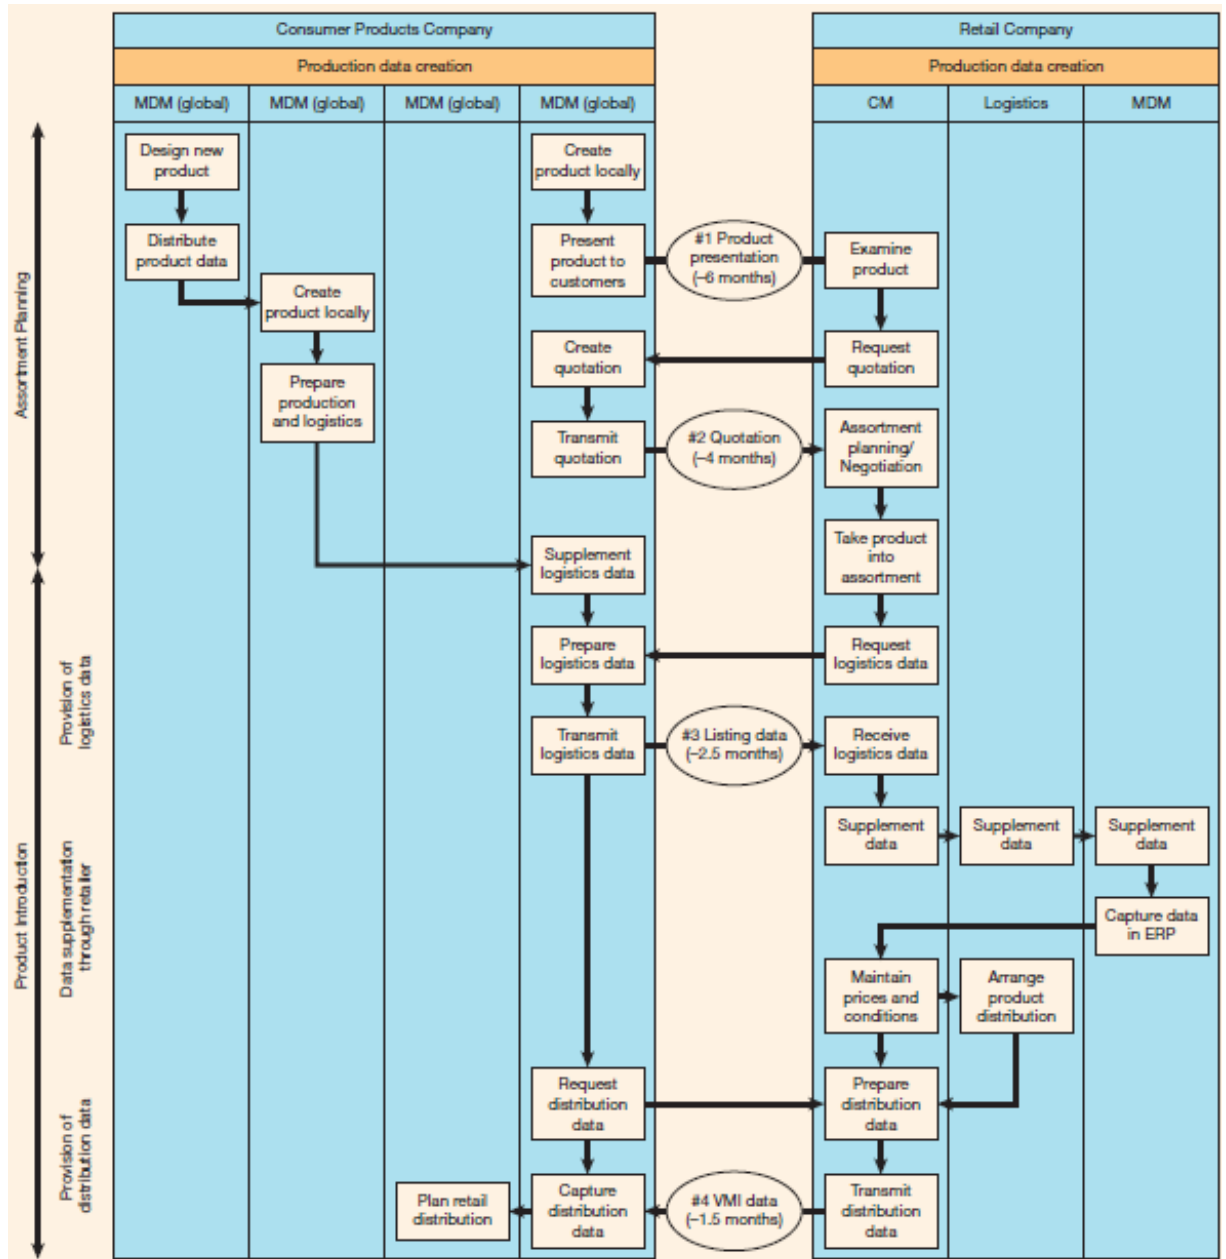 Consumer Products Company
Retail Company
Production data creation
Production data creation
MDM (global)
MDM (global)
MDM (global)
MDM (global)
CM
Logistics
MDM
Assortment Planning
Design new
product
Create
product locally
Distribute
product data
Present
product to
customers
#1 Product
presentation
(–6 months)
Examine
product
Create
product locally
Create
quotation
Request
quotation
Prepare
production
and logistics
Transmit
quotation
#2 Quotation
(–4 months)
Assortment
planning/
Negotiation
Supplement
logistics data
Take product
into
assortment
Product Introduction
Provision of
logistics data
Prepare
logistics data
Request
logistics data
Transmit
logistics data
#3 Listing data
(–2.5 months)
Receive
logistics data
Data supplementation
through retailer
Supplement
data
Supplement
data
Supplement
data
Capture data
in ERP
Maintain
prices and
conditions
Arrange
product
distribution
Provision of
distribution data
Request
distribution
data
Prepare
distribution
data
Plan retail
distribution
Capture
distribution
data
#4 VMI data
(–1.5 months)
Transmit
distribution
data